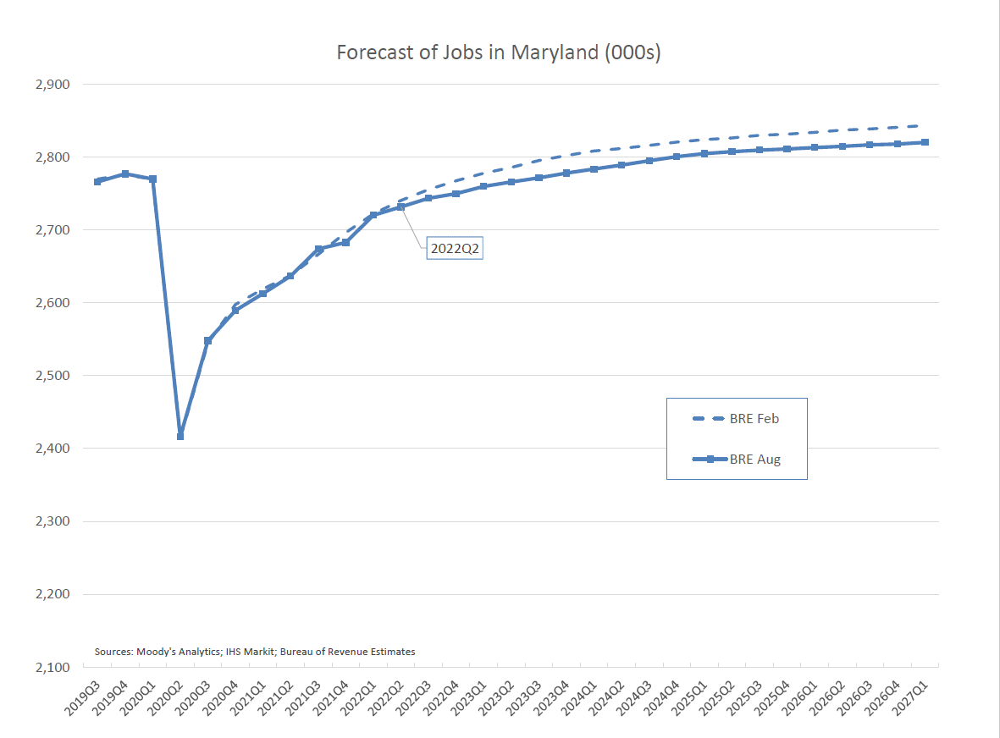 Forecast of Jobs in Maryland (000s)
2,900
2,800
2,700
2,600
2,500
2,400
2,300
2,200
2,100
2022Q2
BRE Feb
BRE Aug
Sources: Moody's Analytics; IHS Markit; Bureau of Revenue Estimates
2019Q3
2019Q4
2020Q1
2020Q2
2020Q3
2020Q4
2021Q1
2021Q2
2021Q3
2021Q4
2022Q1
2022Q2
2022Q3
2022Q4
2023Q1
2023Q2
2023Q3
2023Q4
2024Q1
2024Q2
2024Q3
2024Q4
2025Q1
2025Q2
2025Q3
2025Q4
2026Q1
2026Q2
2026Q3
2026Q4
2027Q1